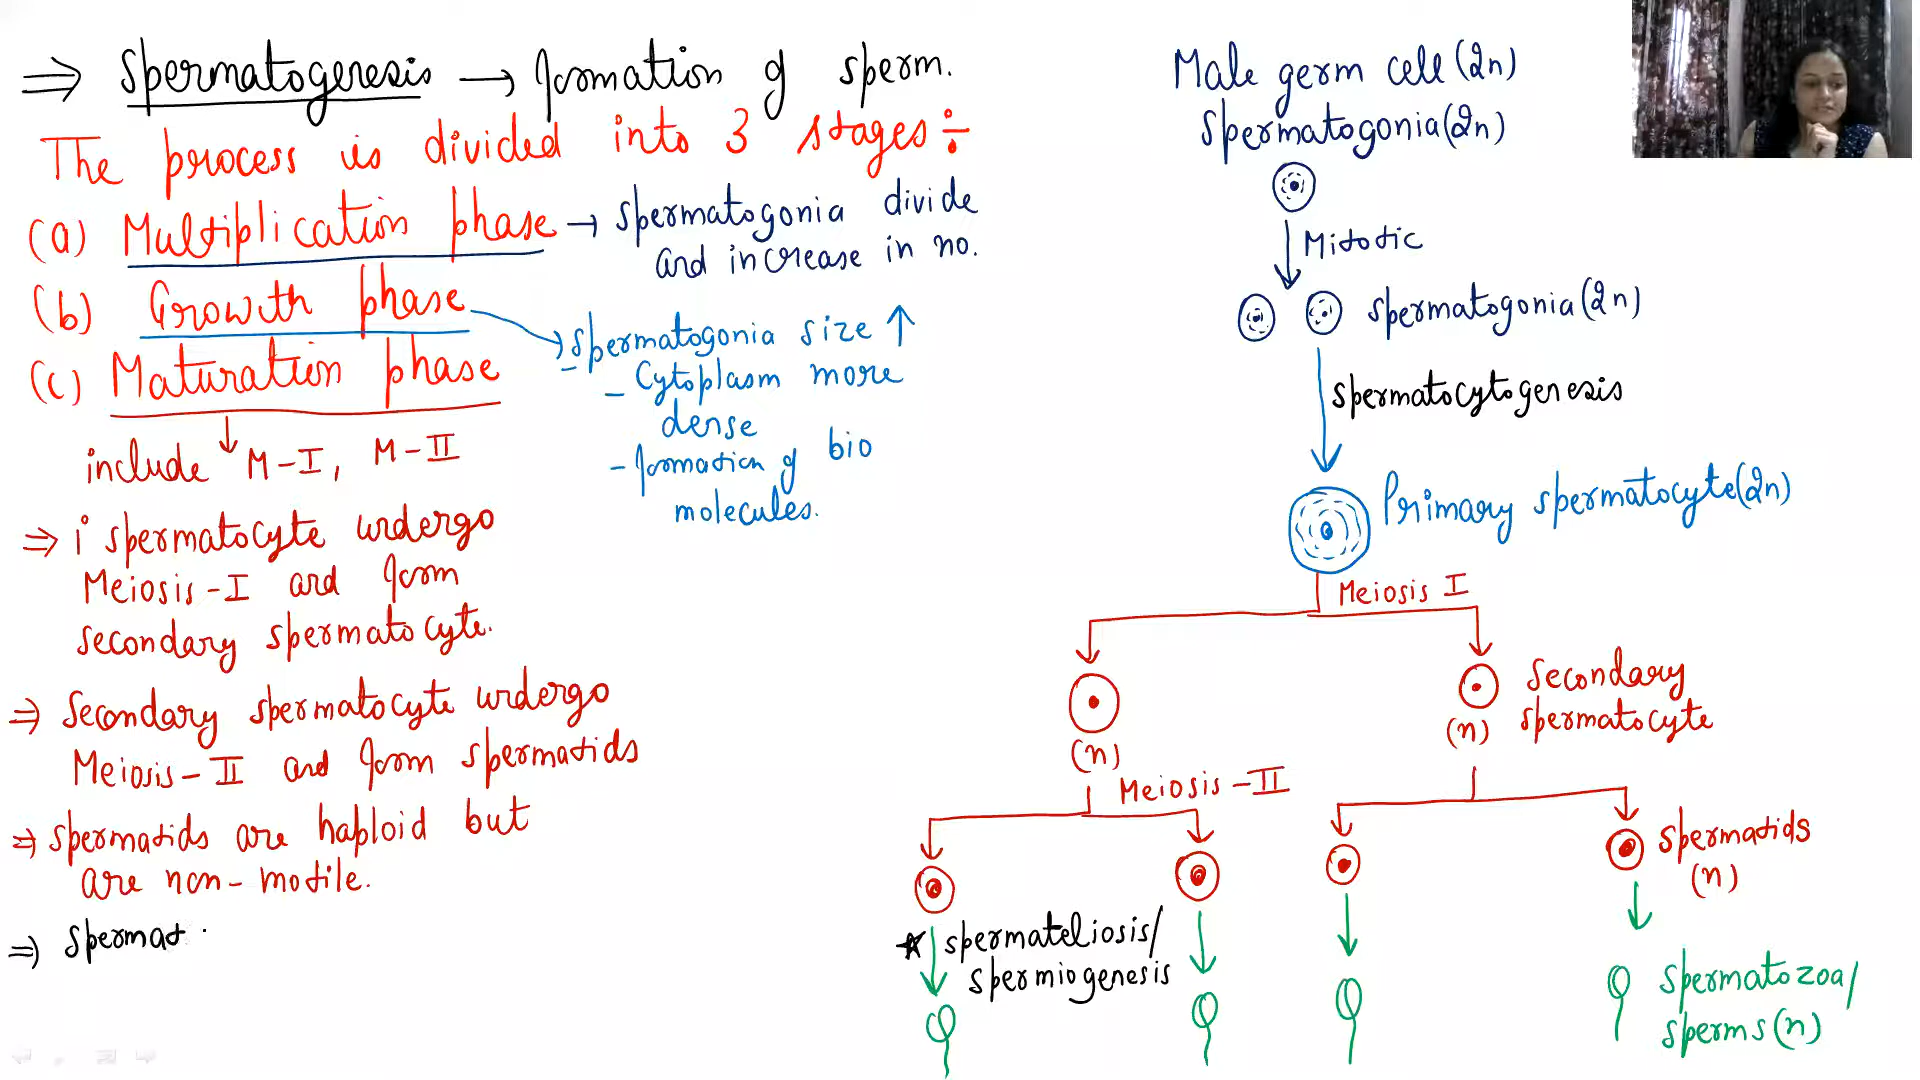 ⇒ Spermatogenesis → formation of sperm.
The process is divided into 3 stages ÷
(a) Multiplication phase → spermatogonia divide
and increase in no.
(b) Growth phase
→ spermatogonia size ↑
- Cytoplasm more
dense
- formation of bio
molecules.
(c) Maturation phase
include M-I, M-II
⇒ i° spermatocyte undergo
Meiosis-I and form
secondary spermatocyte.
⇒ Secondary spermatocyte undergo
Meiosis-II and form spermatids
⇒ spermatids are haploid but
are non-motile.
⇒ Spermat
Male germ cell (2n)
Spermatogonia (2n)
Mitotic
spermatogonia (2n)
spermatocytogenesis
Primary spermatocyte (2n)
Meiosis I
Secondary
spermatocyte
(n)
(n)
Meiosis-II
Spermatids
(n)
* spermateliosis/
spermiogenesis
Spermatozoa/
sperms (n)